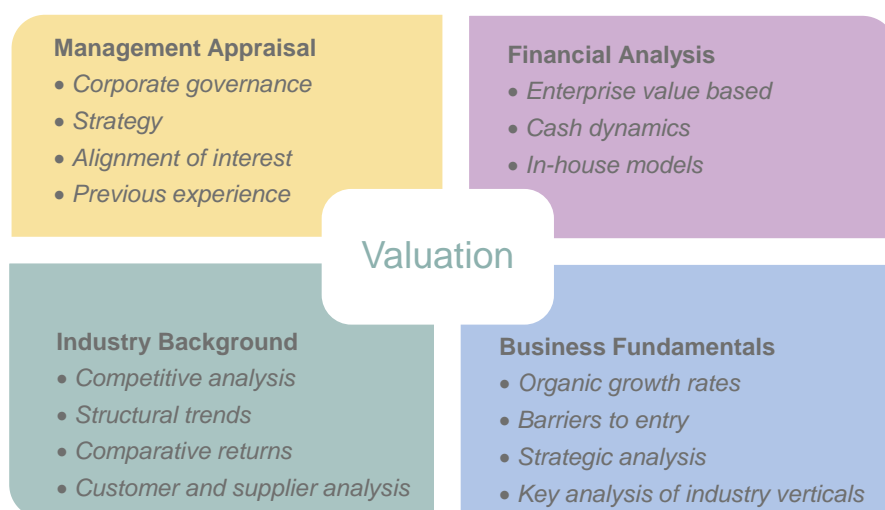 Management Appraisal
• Corporate governance
• Strategy
• Alignment of interest
• Previous experience
Financial Analysis
• Enterprise value based
• Cash dynamics
• In-house models
Valuation
Industry Background
• Competitive analysis
• Structural trends
• Comparative returns
• Customer and supplier analysis
Business Fundamentals
• Organic growth rates
• Barriers to entry
• Strategic analysis
• Key analysis of industry verticals